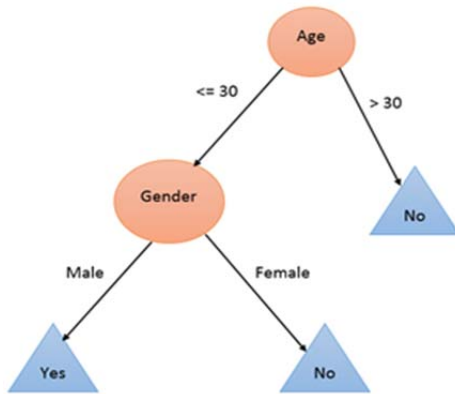 Age
<= 30
> 30
Gender
No
Male
Female
Yes
No